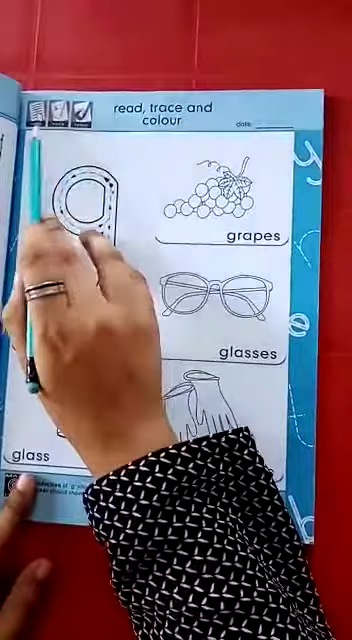 read, trace and
colour
date:
grapes
glasses
glass